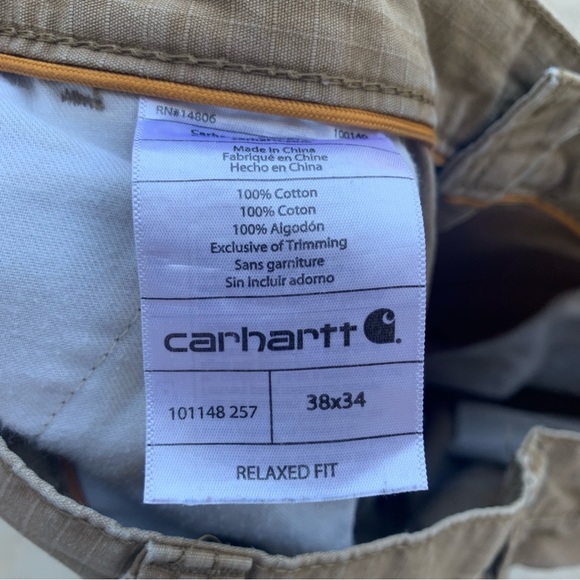 RN#14806
Made in China
Fabriqué en Chine
Hecho en China
100% Cotton
100% Coton
100% Algodón
Exclusive of Trimming
Sans garniture
Sin incluir adorno
carhartt
101148 257 38x34
RELAXED FIT